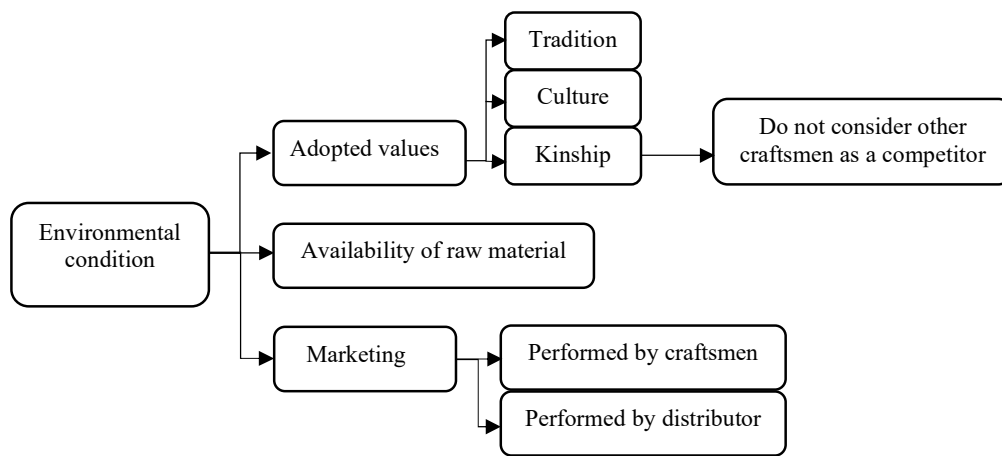 Tradition
Culture
Kinship
Do not consider other
craftsmen as a competitor
Adopted values
Environmental
condition
Availability of raw material
Marketing
Performed by craftsmen
Performed by distributor